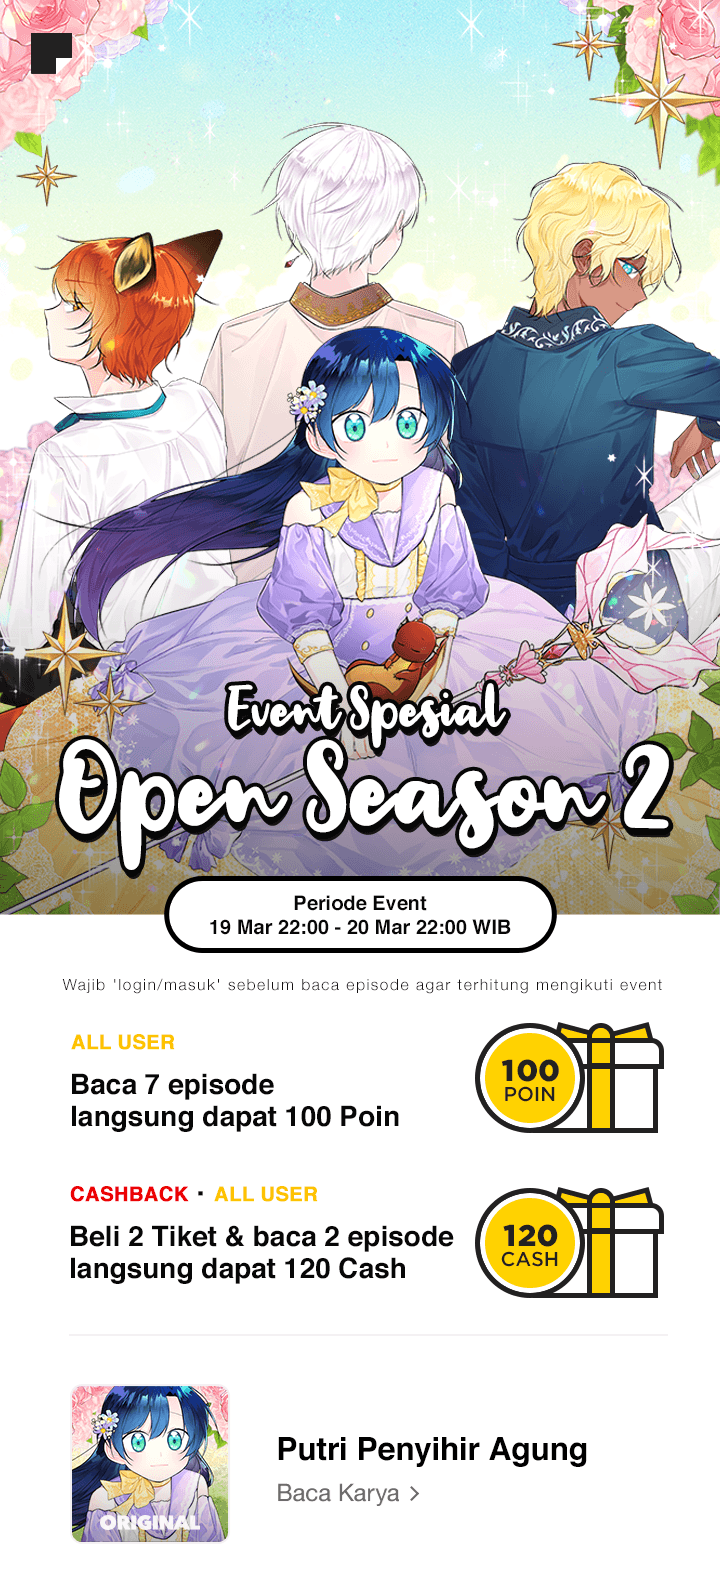 Event Spesial
Open Season 2
Periode Event
19 Mar 22:00 - 20 Mar 22:00 WIB
Wajib 'login/masuk' sebelum baca episode agar terhitung mengikuti event
ALL USER
Baca 7 episode
langsung dapat 100 Poin
100
POIN
CASHBACK · ALL USER
Beli 2 Tiket & baca 2 episode
langsung dapat 120 Cash
120
CASH
ORIGINAL
Putri Penyihir Agung
Baca Karya >